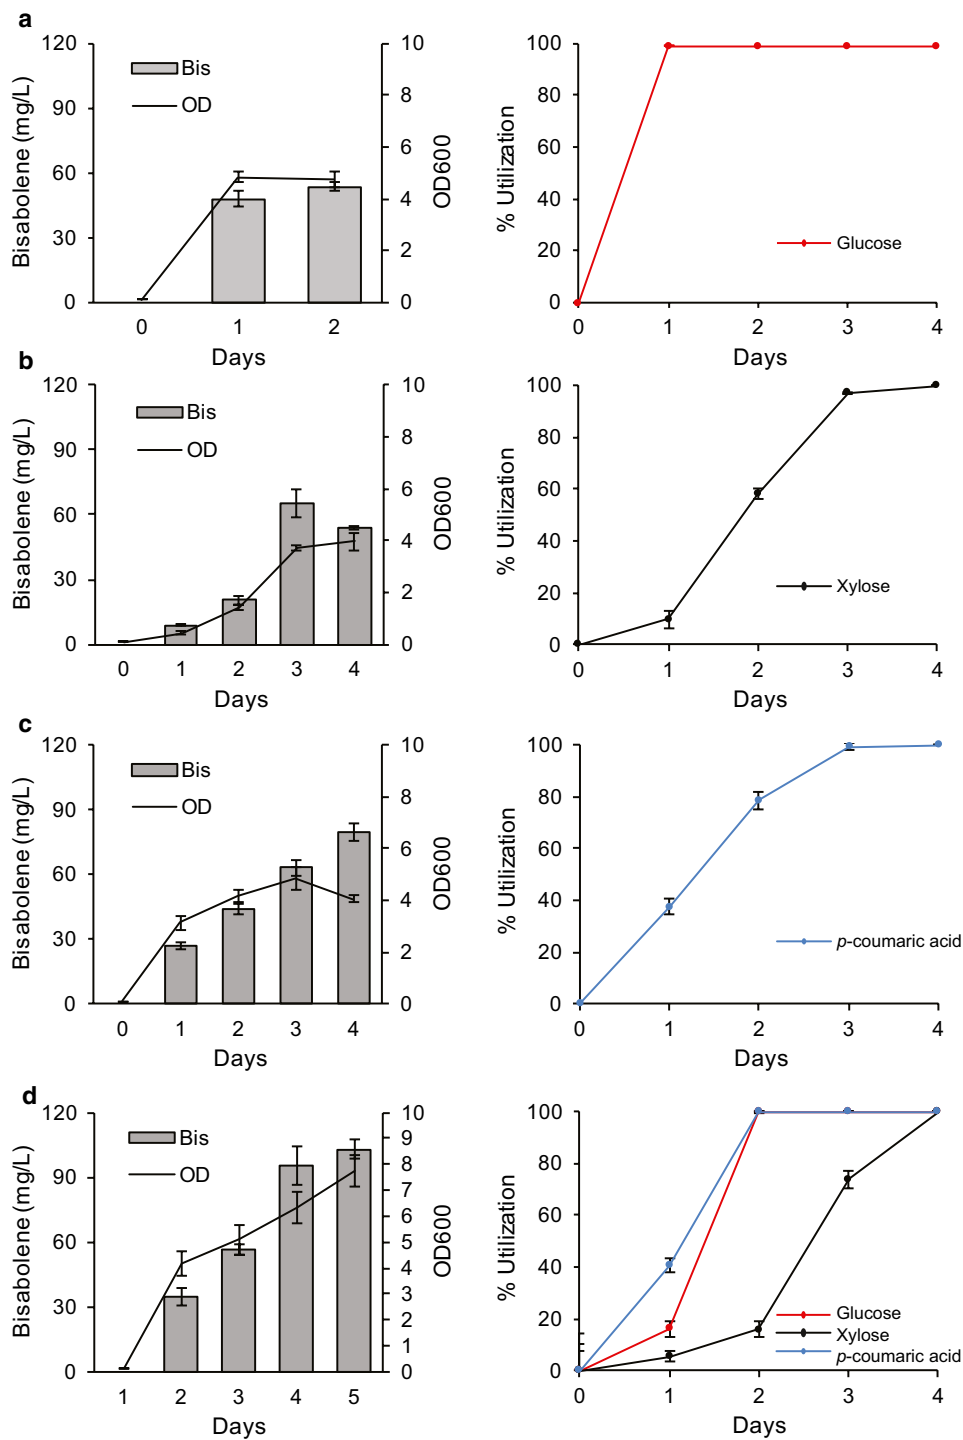 a
120
90
60
30
0
Bisabolene (mg/L)
Bis
OD
10
8
6
4
2
0
OD600
0 1 2
Days
100
80
60
40
20
0
% Utilization
Glucose
0 1 2 3 4
Days
b
120
90
60
30
0
Bisabolene (mg/L)
Bis
OD
10
8
6
4
2
0
OD600
0 1 2 3 4
Days
100
80
60
40
20
0
% Utilization
Xylose
0 1 2 3 4
Days
c
120
90
60
30
0
Bisabolene (mg/L)
Bis
OD
10
8
6
4
2
0
OD600
0 1 2 3 4
Days
100
80
60
40
20
0
% Utilization
p-coumaric acid
0 1 2 3 4
Days
d
120
90
60
30
0
Bisabolene (mg/L)
Bis
OD
10
9
8
7
6
5
4
3
2
1
0
OD600
1 2 3 4 5
Days
100
80
60
40
20
0
% Utilization
Glucose
Xylose
p-coumaric acid
0 1 2 3 4
Days